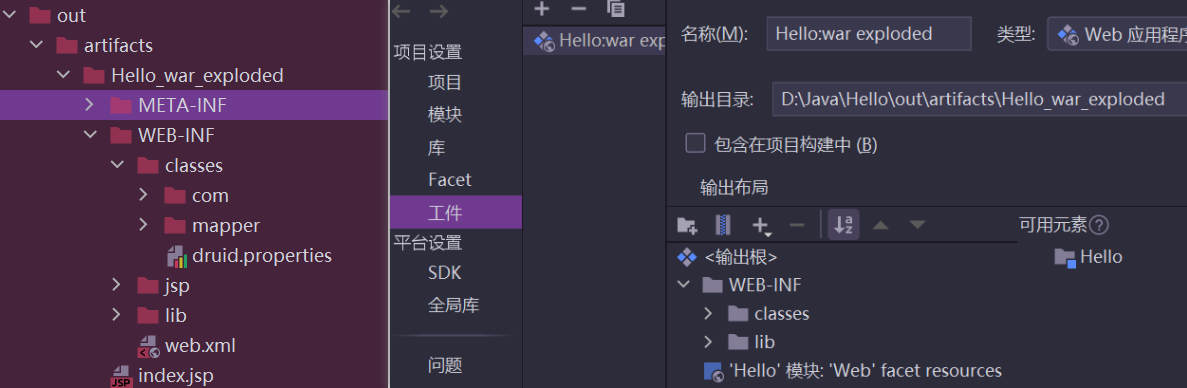 out
artifacts
Hello_war_exploded
META-INF
WEB-INF
classes
com
mapper
druid.properties
jsp
lib
web.xml
index.jsp
项目设置
项目
模块
库
Facet
工件
平台设置
SDK
全局库
问题
Hello:war exp
名称(M): Hello:war exploded 类型: Web 应用程序
输出目录: D:\Java\Hello\out\artifacts\Hello_war_exploded
包含在项目构建中 (B)
输出布局
可用元素?
<输出根>
WEB-INF
classes
lib
'Hello' 模块: 'Web' facet resources
Hello